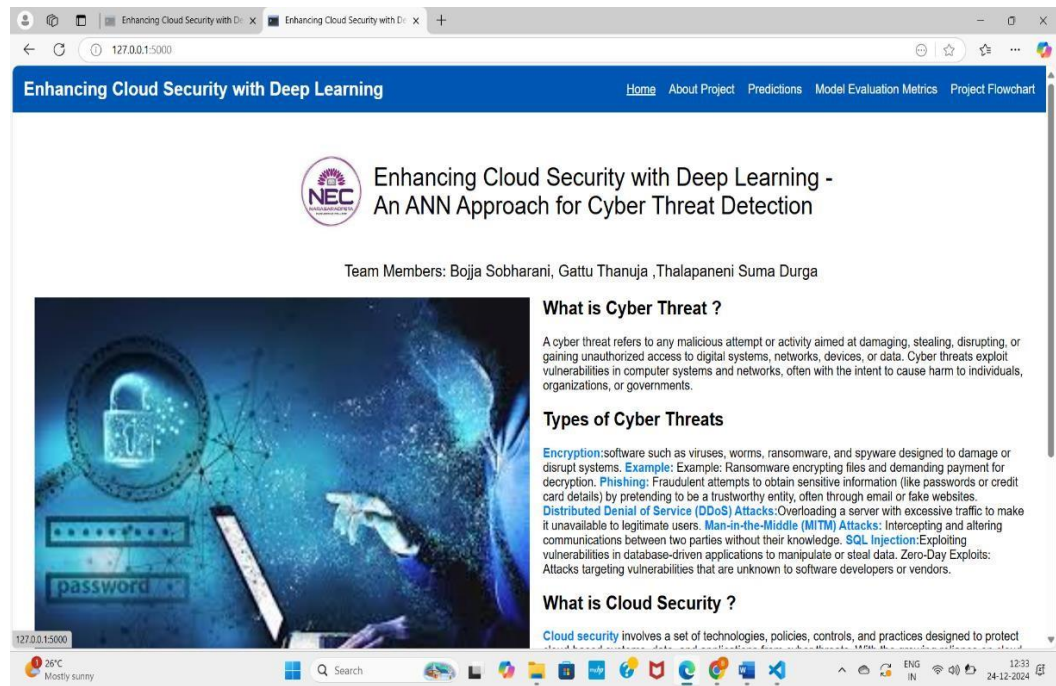 Enhancing Cloud Security with De
Enhancing Cloud Security with De
127.0.0.1:5000
Enhancing Cloud Security with Deep Learning
Home About Project Predictions Model Evaluation Metrics Project Flowchart
NEC
Enhancing Cloud Security with Deep Learning -
An ANN Approach for Cyber Threat Detection
Team Members: Bojja Sobharani, Gattu Thanuja ,Thalapaneni Suma Durga
password
What is Cyber Threat ?
A cyber threat refers to any malicious attempt or activity aimed at damaging, stealing, disrupting, or
gaining unauthorized access to digital systems, networks, devices, or data. Cyber threats exploit
vulnerabilities in computer systems and networks, often with the intent to cause harm to individuals,
organizations, or governments.
Types of Cyber Threats
Encryption:software such as viruses, worms, ransomware, and spyware designed to damage or
disrupt systems. Example: Example: Ransomware encrypting files and demanding payment for
decryption. Phishing: Fraudulent attempts to obtain sensitive information (like passwords or credit
card details) by pretending to be a trustworthy entity, often through email or fake websites.
Distributed Denial of Service (DDoS) Attacks:Overloading a server with excessive traffic to make
it unavailable to legitimate users. Man-in-the-Middle (MITM) Attacks: Intercepting and altering
communications between two parties without their knowledge. SQL Injection:Exploiting
vulnerabilities in database-driven applications to manipulate or steal data. Zero-Day Exploits:
Attacks targeting vulnerabilities that are unknown to software developers or vendors.
What is Cloud Security ?
Cloud security involves a set of technologies, policies, controls, and practices designed to protect
127.0.0.1:5000
1
26°C
Mostly sunny
Search
ENG
IN
12:33
24-12-2024